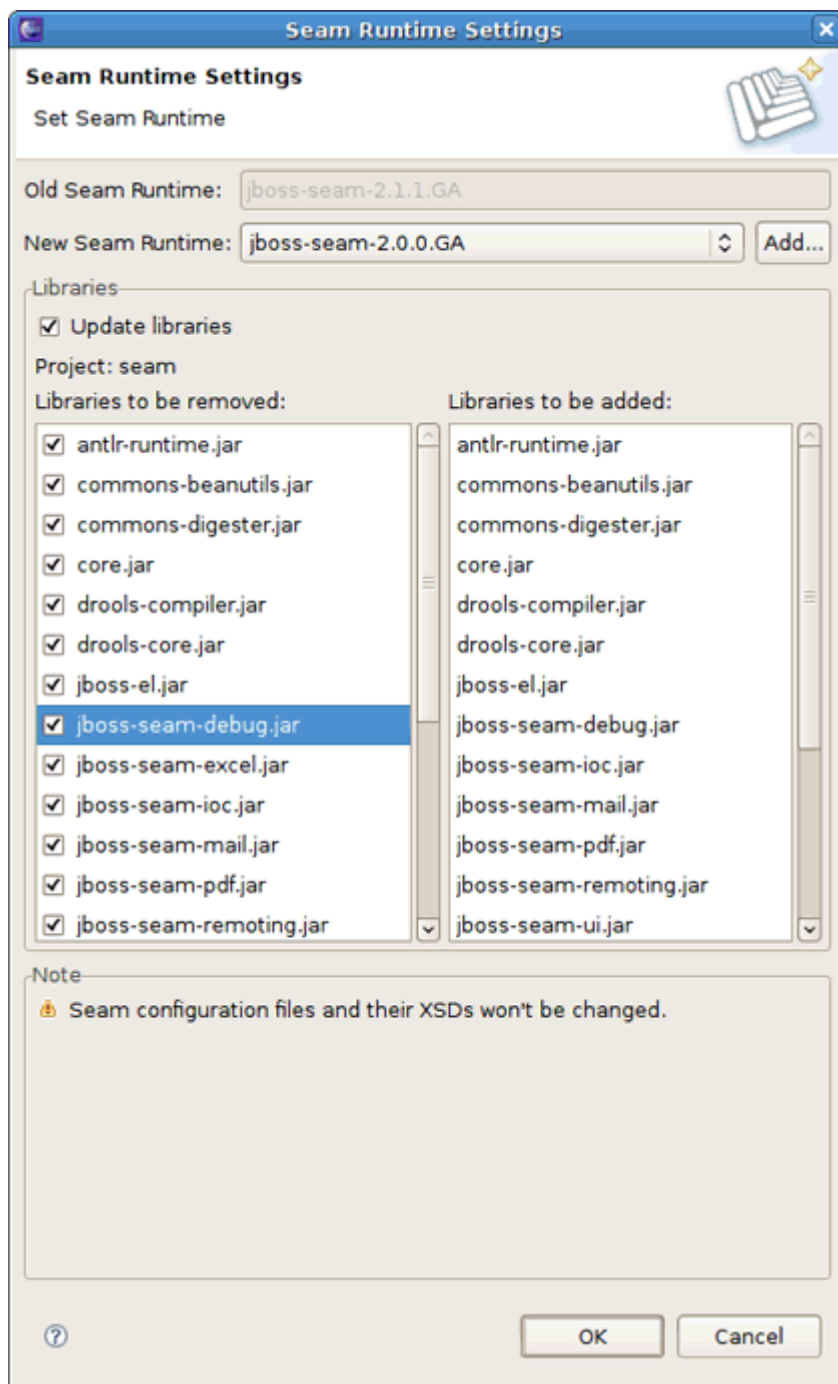 Seam Runtime Settings
Seam Runtime Settings
Set Seam Runtime
Old Seam Runtime: jboss-seam-2.1.1.GA
New Seam Runtime: jboss-seam-2.0.0.GA Add...
Libraries
Update libraries
Project: seam
Libraries to be removed: Libraries to be added:
antlr-runtime.jar antlr-runtime.jar
commons-beanutils.jar commons-beanutils.jar
commons-digester.jar commons-digester.jar
core.jar core.jar
drools-compiler.jar drools-compiler.jar
drools-core.jar drools-core.jar
jboss-el.jar jboss-el.jar
jboss-seam-debug.jar jboss-seam-debug.jar
jboss-seam-excel.jar jboss-seam-ioc.jar
jboss-seam-ioc.jar jboss-seam-mail.jar
jboss-seam-mail.jar jboss-seam-pdf.jar
jboss-seam-pdf.jar jboss-seam-remoting.jar
jboss-seam-remoting.jar jboss-seam-ui.jar
Note
Seam configuration files and their XSDs won't be changed.
OK Cancel